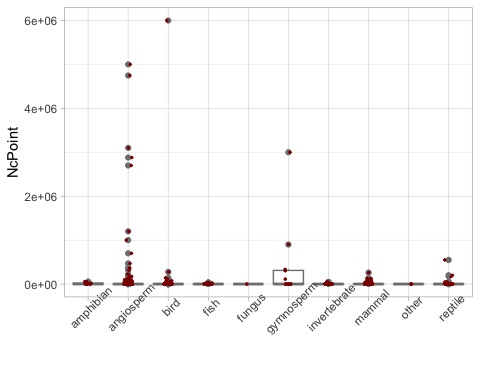 6e+06
4e+06
2e+06
0e+00
NcPoint
amphibian
angiosperm
bird
fish
fungus
gymnosperm
invertebrate
mammal
other
reptile